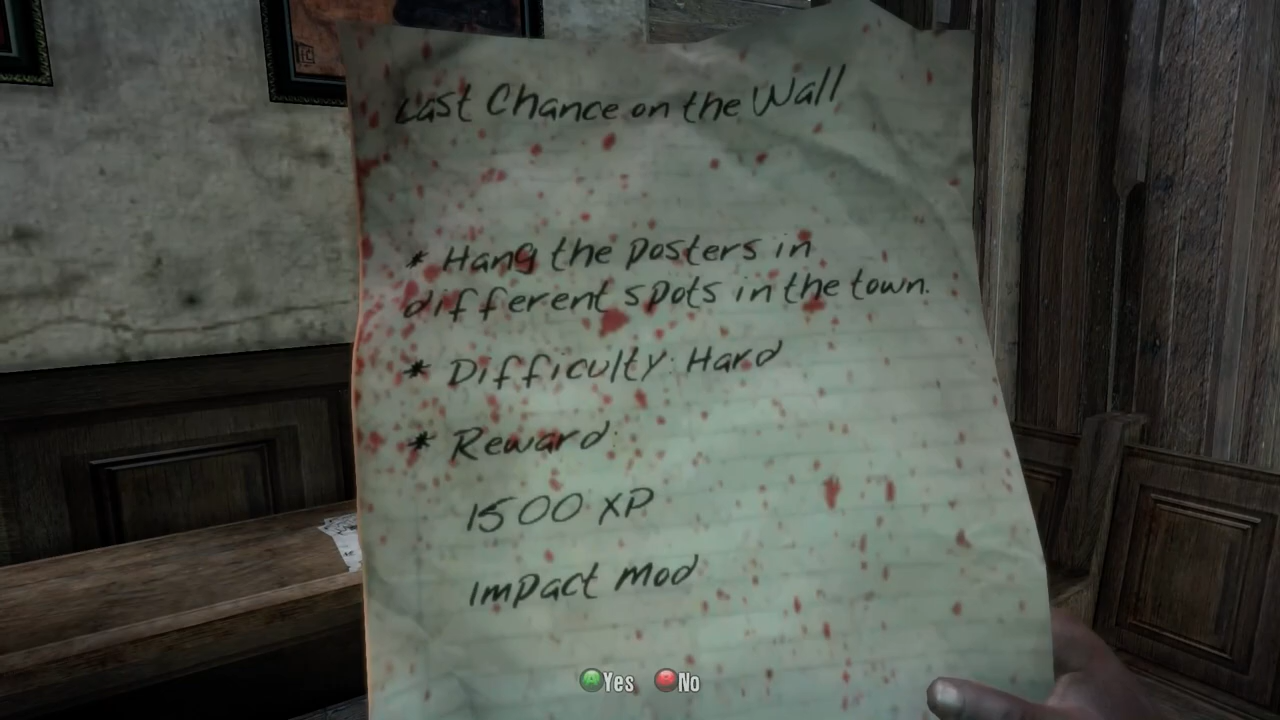 Last Chance on the Wall
* Hang the posters in
different spots in the town.
* Difficulty: Hard
* Reward:
1500 XP
Impact mod
A Yes B No